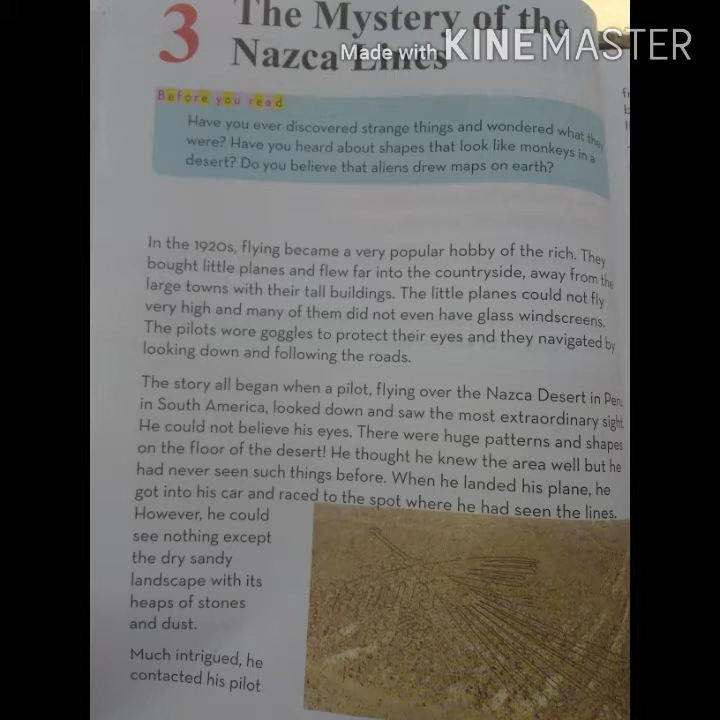 3
The Mystery of the
Nazca Lines
Made with KINEMASTER
Before you read
Have you ever discovered strange things and wondered what they
were? Have you heard about shapes that look like monkeys in a
desert? Do you believe that aliens drew maps on earth?
In the 1920s, flying became a very popular hobby of the rich. They
bought little planes and flew far into the countryside, away from the
large towns with their tall buildings. The little planes could not fly
very high and many of them did not even have glass windscreens.
The pilots wore goggles to protect their eyes and they navigated by
looking down and following the roads.
The story all began when a pilot, flying over the Nazca Desert in Peru
in South America, looked down and saw the most extraordinary sight.
He could not believe his eyes. There were huge patterns and shapes
on the floor of the desert! He thought he knew the area well but he
had never seen such things before. When he landed his plane, he
got into his car and raced to the spot where he had seen the lines.
However, he could
see nothing except
the dry sandy
landscape with its
heaps of stones
and dust.
Much intrigued, he
contacted his pilot